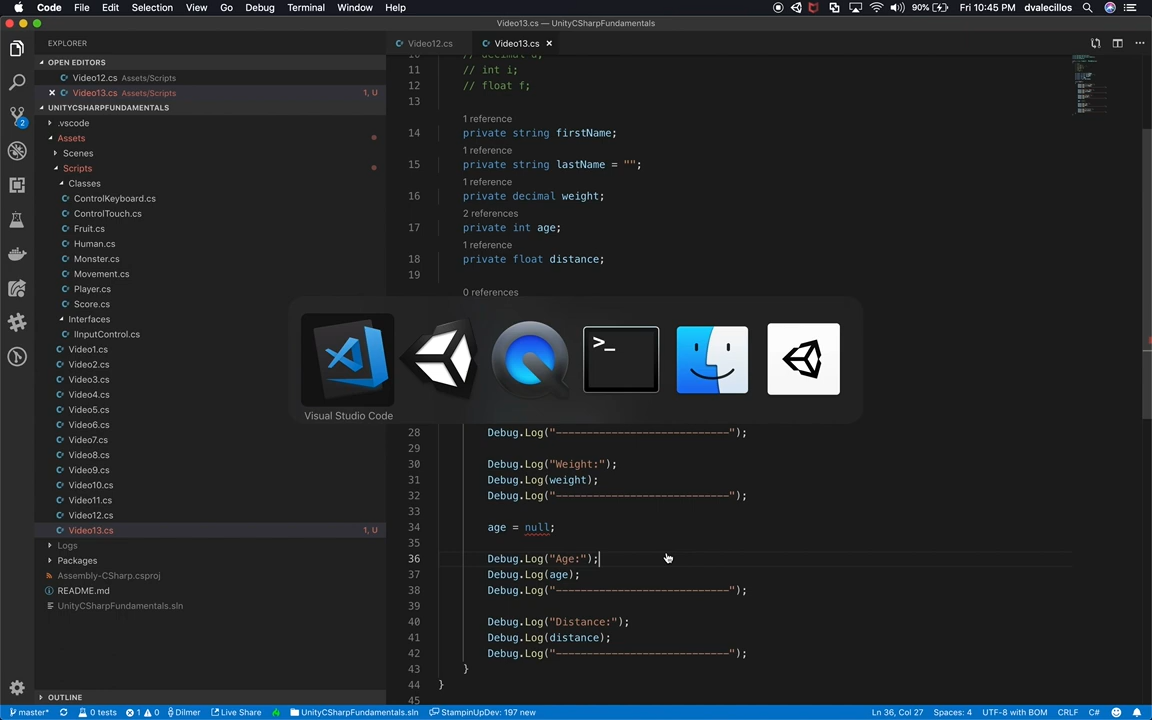 Code File Edit Selection View Go Debug Terminal Window Help 90% Fri 10:45 PM dvalecillos
Video13.cs — UnityCSharpFundamentals
EXPLORER
OPEN EDITORS
Video12.cs Assets/Scripts
Video13.cs Assets/Scripts 1, U
UNITYCSHARPFUNDAMENTALS
.vscode
Assets
Scenes
Scripts
Classes
ControlKeyboard.cs
ControlTouch.cs
Fruit.cs
Human.cs
Monster.cs
Movement.cs
Player.cs
Score.cs
Interfaces
IInputControl.cs
Video1.cs
Video2.cs
Video3.cs
Video4.cs
Video5.cs
Video6.cs
Video7.cs
Video8.cs
Video9.cs
Video10.cs
Video11.cs
Video12.cs
Video13.cs 1, U
Logs
Packages
Assembly-CSharp.csproj
README.md
UnityCSharpFundamentals.sln
OUTLINE
Video12.cs Video13.cs
10 // decimal d;
11 // int i;
12 // float f;
13
1 reference
14 private string firstName;
1 reference
15 private string lastName = "";
1 reference
16 private decimal weight;
2 references
17 private int age;
1 reference
18 private float distance;
19
0 references
Visual Studio Code
28 Debug.Log("----------------------------");
29
30 Debug.Log("Weight:");
31 Debug.Log(weight);
32 Debug.Log("----------------------------");
33
34 age = null;
35
36 Debug.Log("Age:");
37 Debug.Log(age);
38 Debug.Log("----------------------------");
39
40 Debug.Log("Distance:");
41 Debug.Log(distance);
42 Debug.Log("----------------------------");
43 }
44 }
45
2 master* 0 tests 1 0 Dilmer Live Share UnityCSharpFundamentals.sln StampinUpDev: 197 new Ln 36, Col 27 Spaces: 4 UTF-8 with BOM CRLF C#